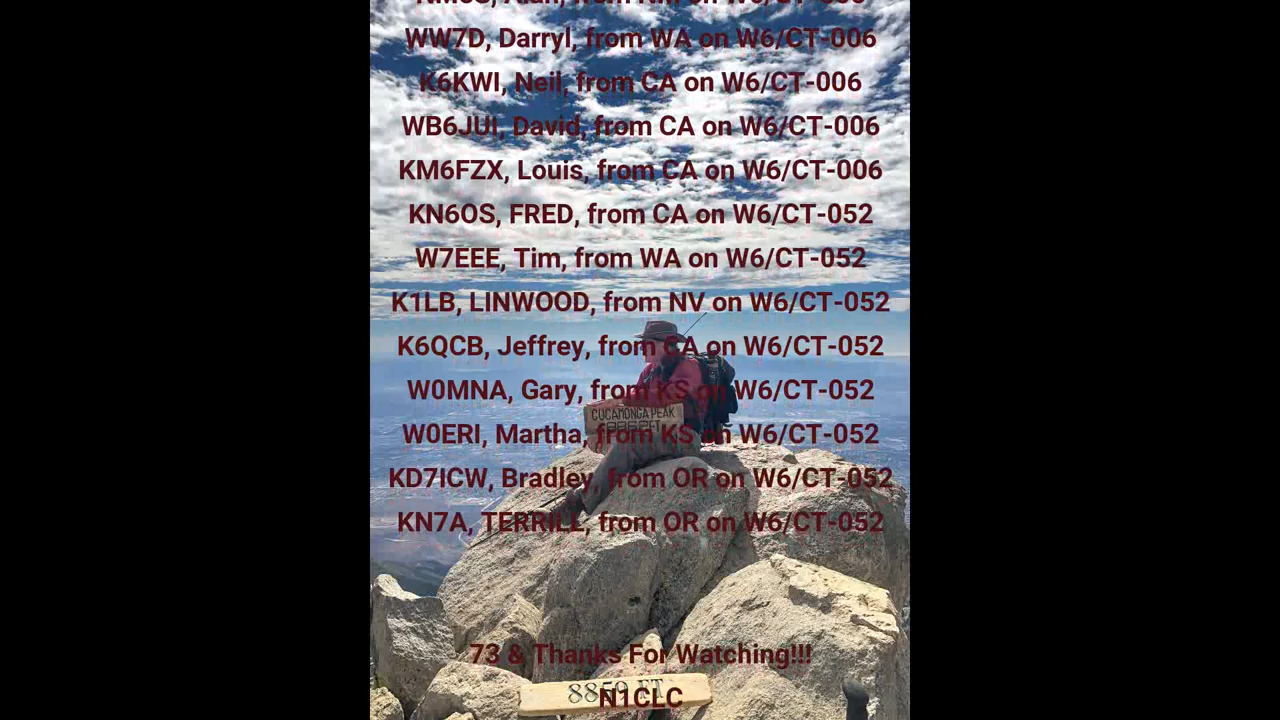 WW7D, Darryl, from WA on W6/CT-006
K6KWI, Neil, from CA on W6/CT-006
WB6JUI, David, from CA on W6/CT-006
KM6FZX, Louis, from CA on W6/CT-006
KN6OS, FRED, from CA on W6/CT-052
W7EEE, Tim, from WA on W6/CT-052
K1LB, LINWOOD, from NV on W6/CT-052
K6QCB, Jeffrey, from CA on W6/CT-052
W0MNA, Gary, from KS on W6/CT-052
CUCAMONGA PEAK
W0ERI, Martha, from KS on W6/CT-052
KD7ICW, Bradley, from OR on W6/CT-052
KN7A, TERRILL, from OR on W6/CT-052
73 & Thanks For Watching!!!
8859 FT
N1CLC